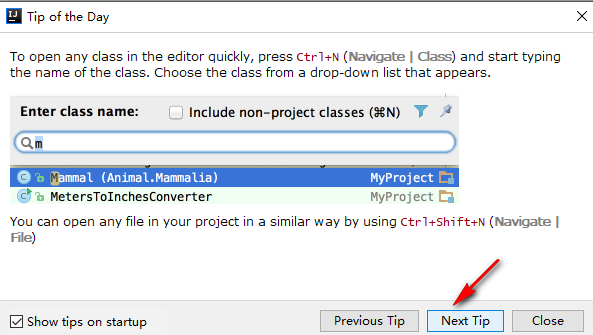 IJ Tip of the Day
To open any class in the editor quickly, press Ctrl+N (Navigate | Class) and start typing
the name of the class. Choose the class from a drop-down list that appears.
Enter class name: Include non-project classes (⌘N)
m
C Mammal (Animal.Mammalia) MyProject
C MetersToInchesConverter MyProject
You can open any file in your project in a similar way by using Ctrl+Shift+N (Navigate |
File)
Show tips on startup Previous Tip Next Tip Close